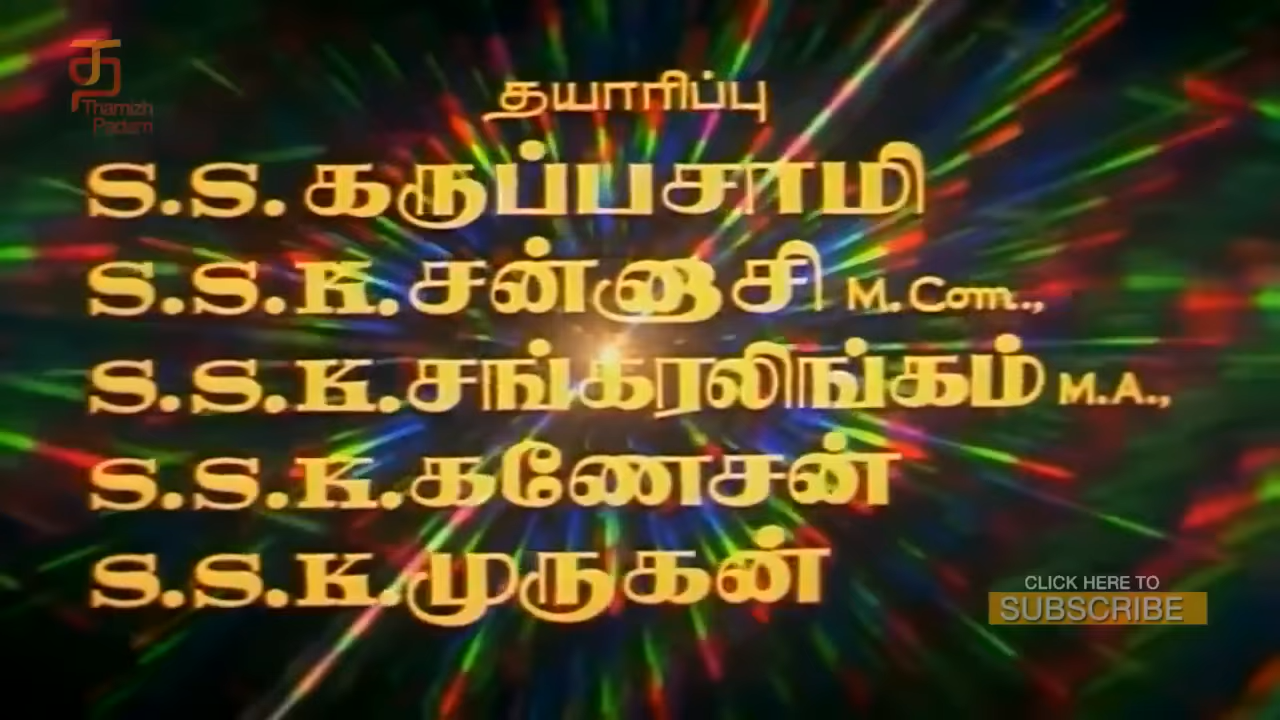 த
Thamizh
Padam
தயாரிப்பு
S.S. கருப்பசாமி
S.S.K. சன்னாசி M.Com.,
S.S.K. சங்கரலிங்கம் M.A.,
S.S.K. கணேசன்
S.S.K. முருகன்
CLICK HERE TO
SUBSCRIBE